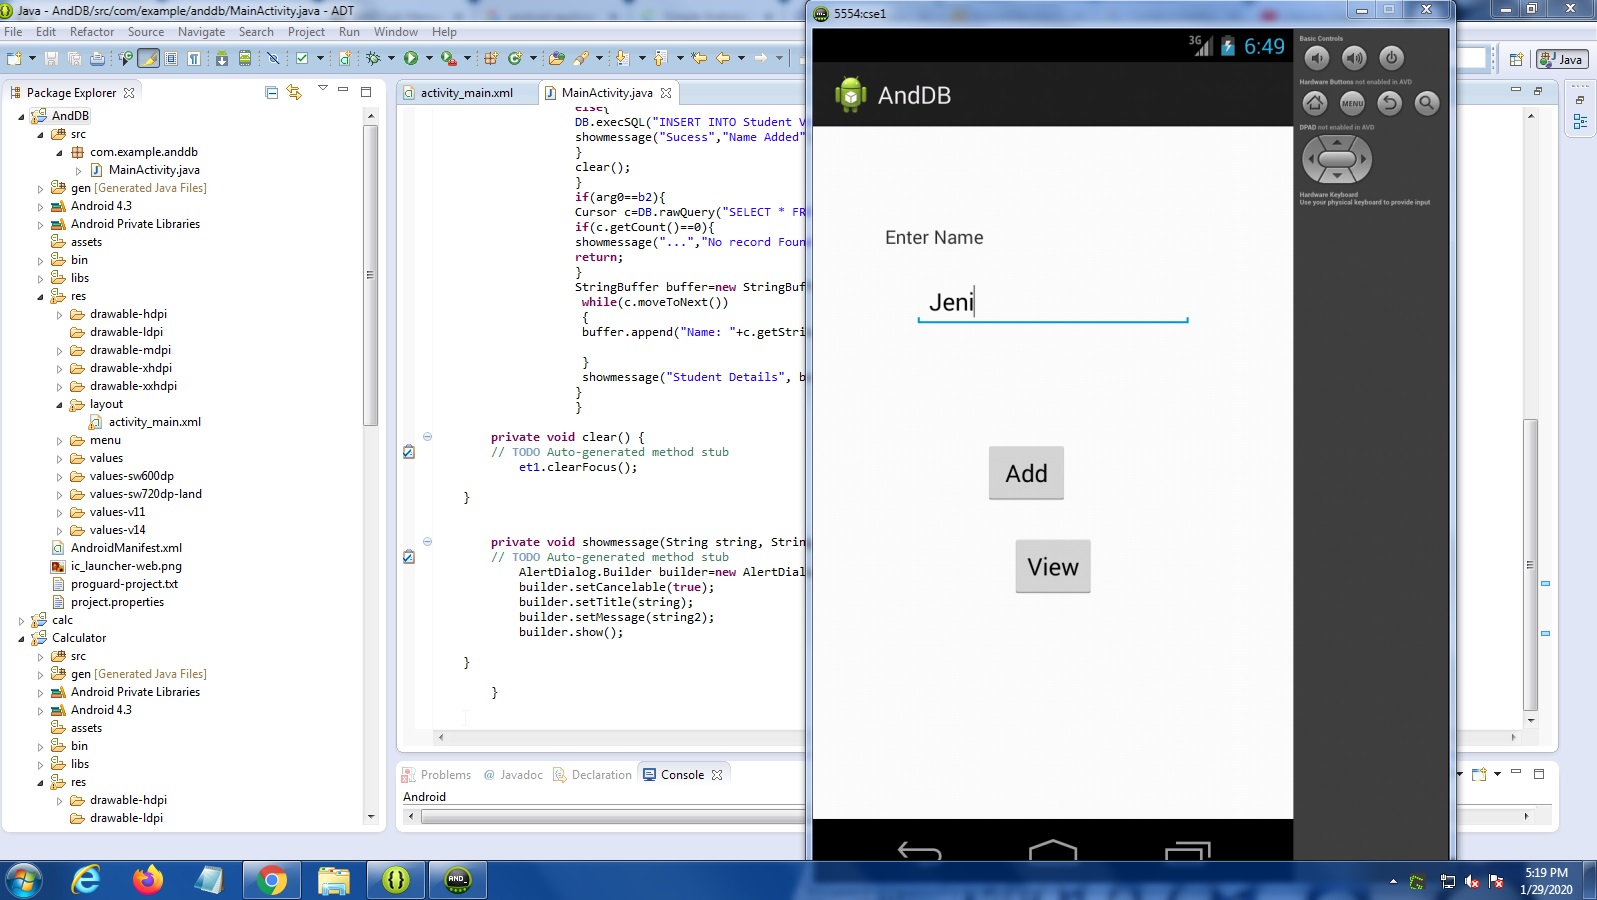 Java - AndDB/src/com/example/anddb/MainActivity.java - ADT
File Edit Refactor Source Navigate Search Project Run Window Help
Java
Package Explorer
AndDB
src
com.example.anddb
MainActivity.java
gen [Generated Java Files]
Android 4.3
Android Private Libraries
assets
bin
libs
res
drawable-hdpi
drawable-ldpi
drawable-mdpi
drawable-xhdpi
drawable-xxhdpi
layout
activity_main.xml
menu
values
values-sw600dp
values-sw720dp-land
values-v11
values-v14
AndroidManifest.xml
ic_launcher-web.png
proguard-project.txt
project.properties
calc
Calculator
src
gen [Generated Java Files]
Android Private Libraries
Android 4.3
assets
bin
libs
res
drawable-hdpi
drawable-ldpi
activity_main.xml MainActivity.java
else{
DB.execSQL("INSERT INTO Student V
showmessage("Sucess","Name Added"
}
clear();
}
if(arg0==b2){
Cursor c=DB.rawQuery("SELECT * FR
if(c.getCount()==0){
showmessage("...","No record Foun
return;
}
StringBuffer buffer=new StringBuf
while(c.moveToNext())
{
buffer.append("Name: "+c.getStri
}
showmessage("Student Details", b
}
}
private void clear() {
// TODO Auto-generated method stub
et1.clearFocus();
}
private void showmessage(String string, Strin
// TODO Auto-generated method stub
AlertDialog.Builder builder=new AlertDial
builder.setCancelable(true);
builder.setTitle(string);
builder.setMessage(string2);
builder.show();
}
}
Problems @ Javadoc Declaration Console
Android
5554:cse1
3G 6:49
AndDB
Enter Name
Jeni
Add
View
Basic Controls
Hardware Buttons not enabled in AVD
MENU
DPAD not enabled in AVD
Hardware Keyboard
Use your physical keyboard to provide input
5:19 PM
1/29/2020